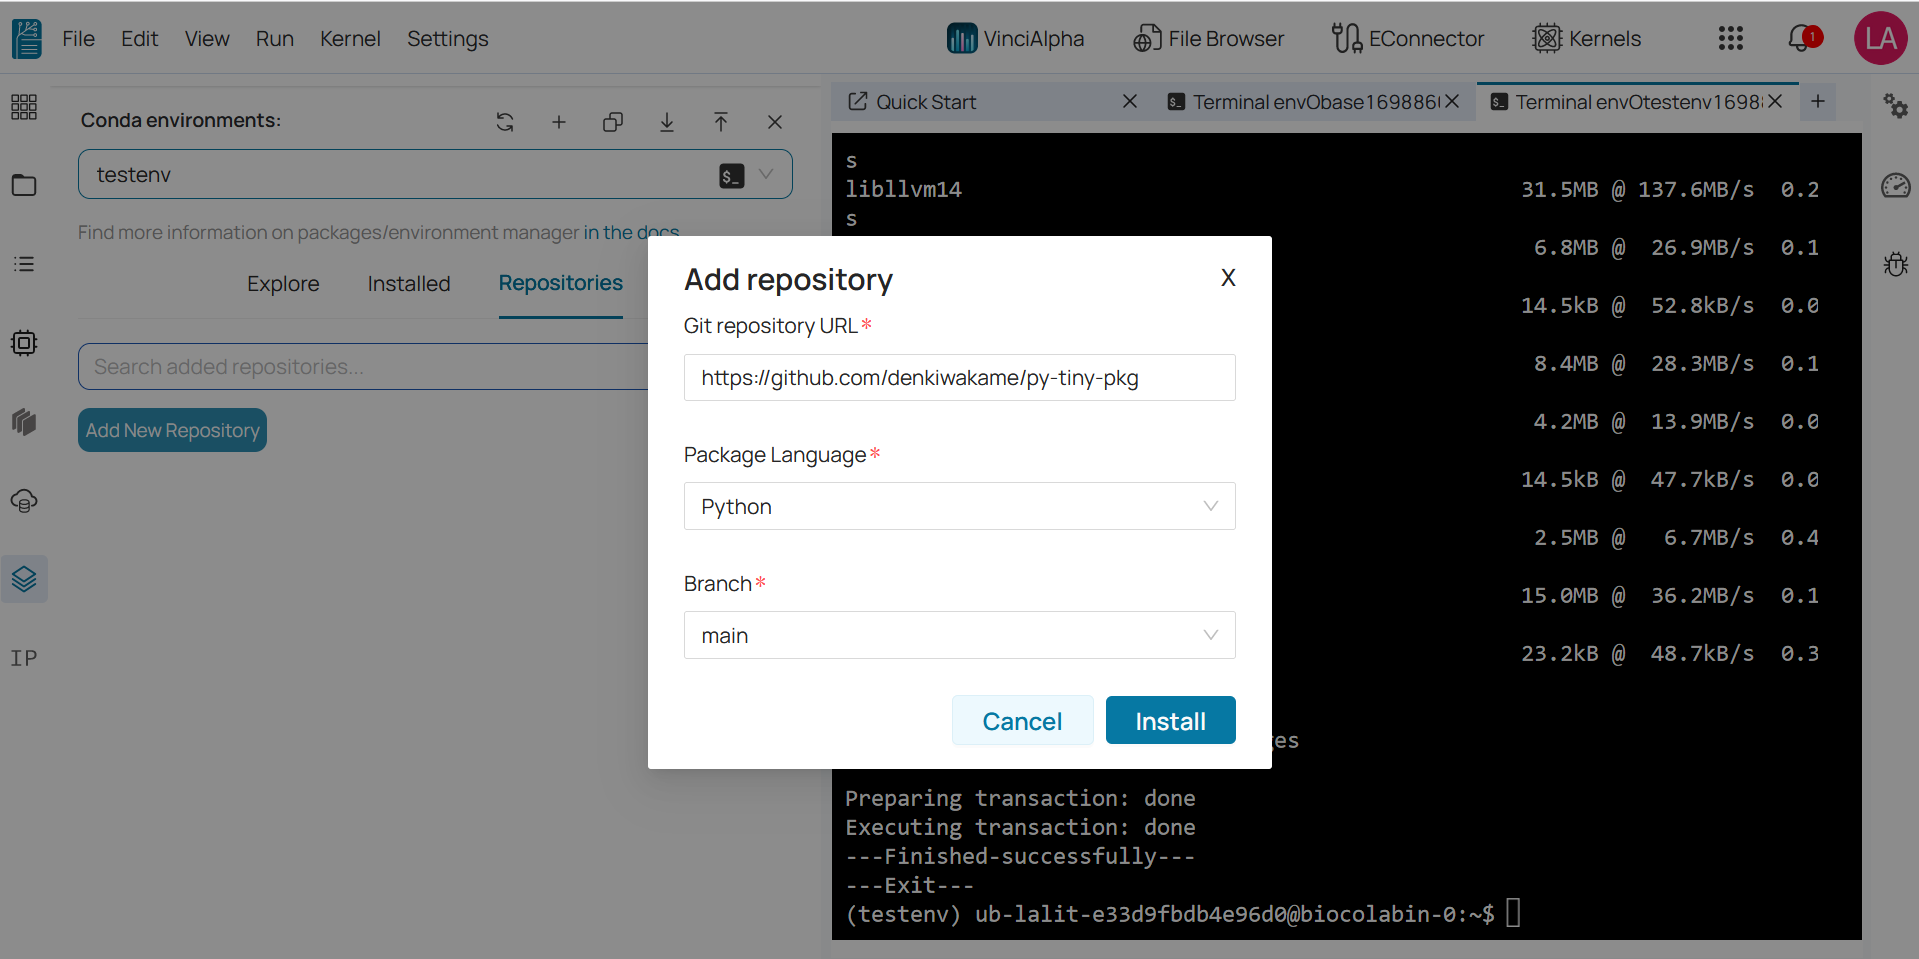 File Edit View Run Kernel Settings
VinciAlpha File Browser EConnector Kernels 1 LA
Conda environments:
testenv
$_
Find more information on packages/environment manager in the docs
Explore Installed Repositories
Search added repositories...
Add New Repository
IP
Quick Start
Terminal env0base169886
Terminal env0testenv1698
s
libllvm14 31.5MB @ 137.6MB/s 0.2
s
6.8MB @ 26.9MB/s 0.1
14.5kB @ 52.8kB/s 0.0
8.4MB @ 28.3MB/s 0.1
4.2MB @ 13.9MB/s 0.0
14.5kB @ 47.7kB/s 0.0
2.5MB @ 6.7MB/s 0.4
15.0MB @ 36.2MB/s 0.1
23.2kB @ 48.7kB/s 0.3
es
Preparing transaction: done
Executing transaction: done
---Finished-successfully---
---Exit---
(testenv) ub-lalit-e33d9fbdb4e96d0@biocolabin-0:~$
Add repository X
Git repository URL*
https://github.com/denkiwakame/py-tiny-pkg
Package Language*
Python
Branch*
main
Cancel Install